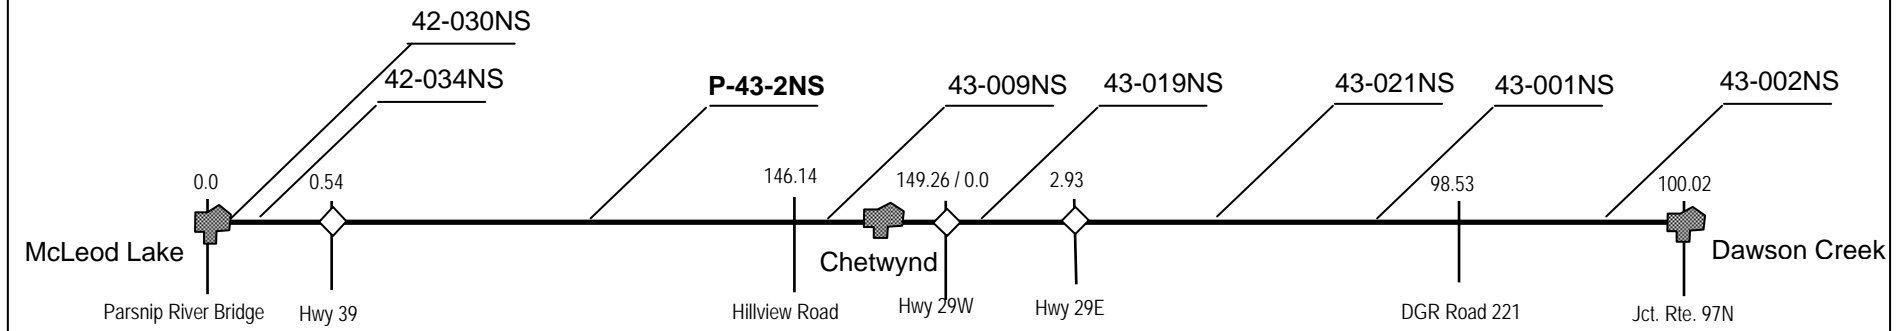 42-030NS
42-034NS
P-43-2NS
43-009NS
43-019NS
43-021NS
43-001NS
43-002NS
0.0
0.54
146.14
149.26 / 0.0
2.93
98.53
100.02
McLeod Lake
Chetwynd
Dawson Creek
Parsnip River Bridge
Hwy 39
Hillview Road
Hwy 29W
Hwy 29E
DGR Road 221
Jct. Rte. 97N